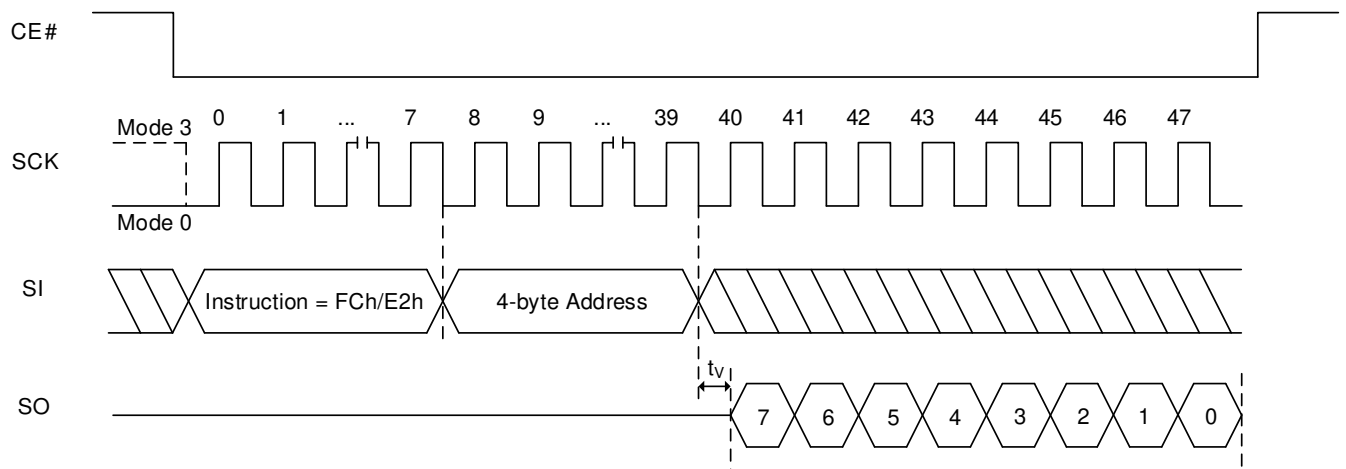 CE#
Mode 3 0 1 ... 7 8 9 ... 39 40 41 42 43 44 45 46 47
SCK
Mode 0
SI Instruction = FCh/E2h 4-byte Address
tV
SO 7 6 5 4 3 2 1 0